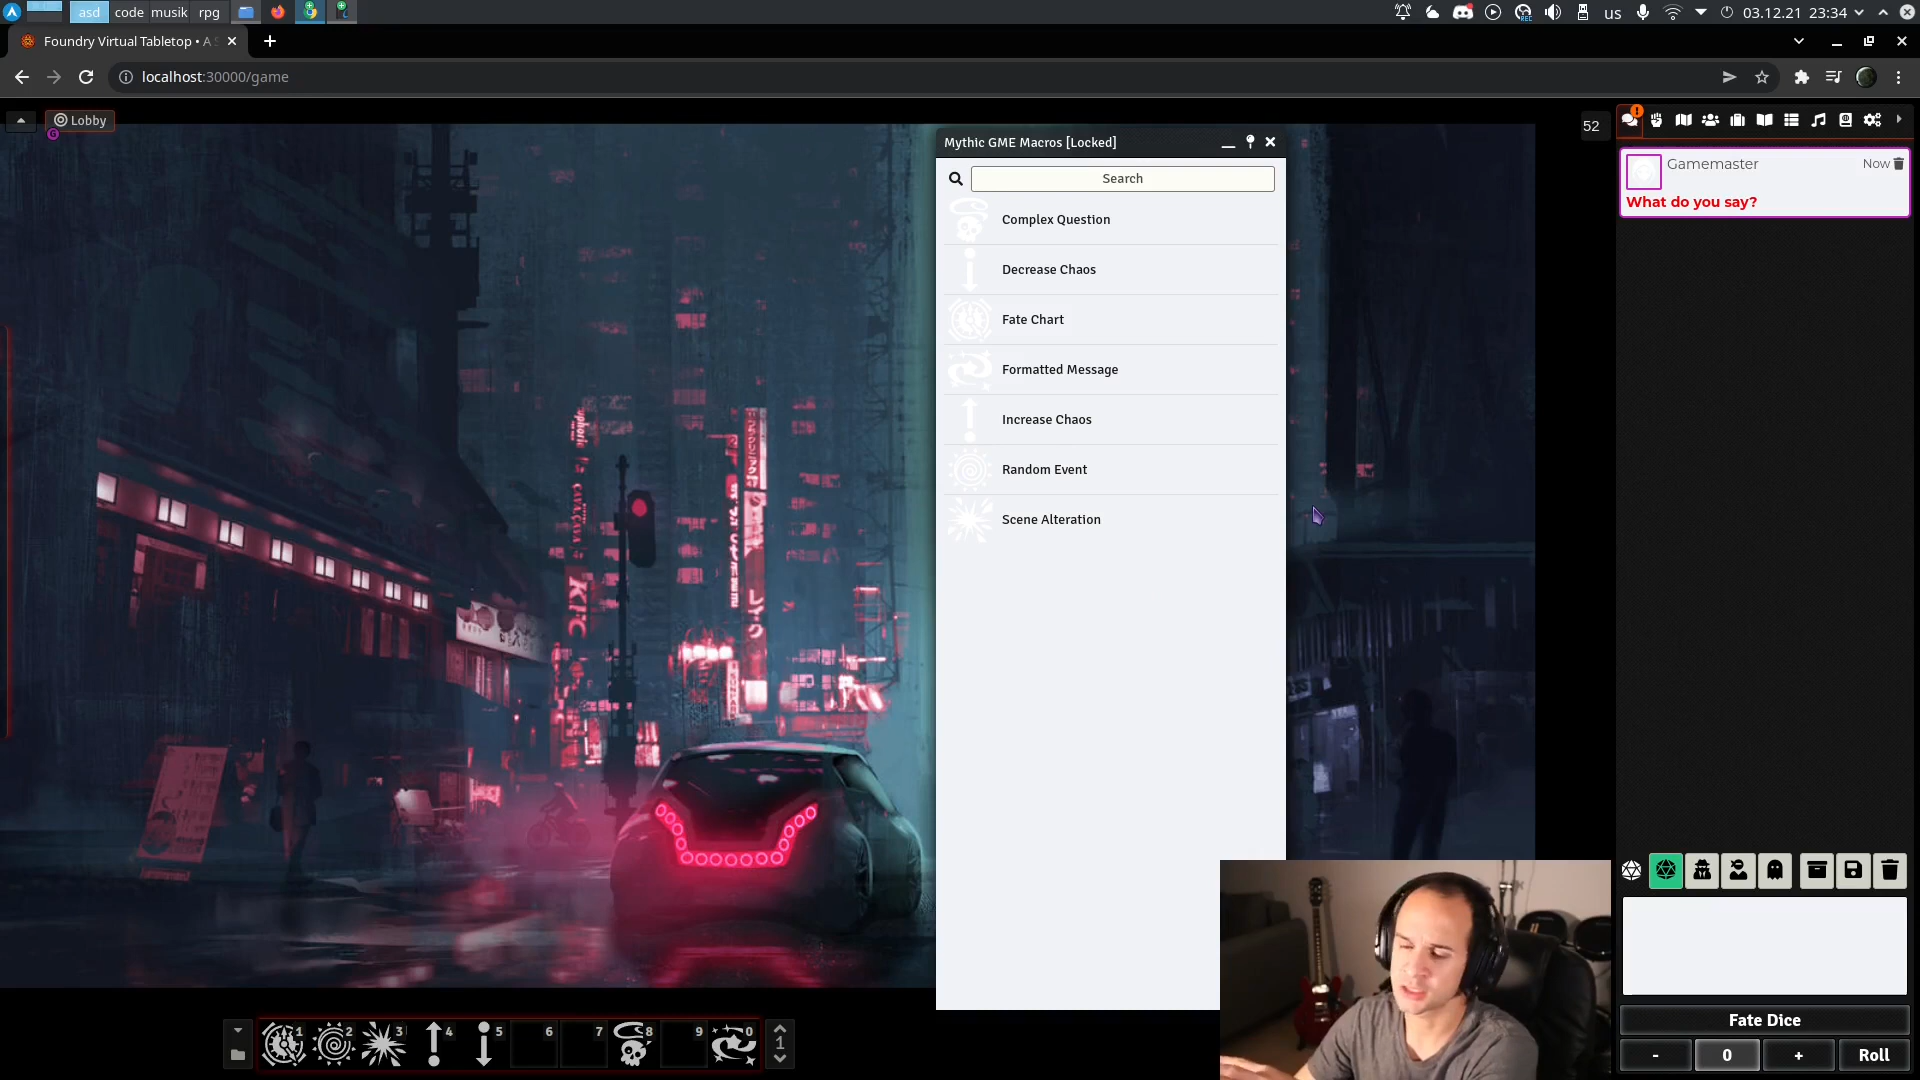 asd code musik rpg
us 03.12.21 23:34
Foundry Virtual Tabletop • A
localhost:30000/game
Lobby
G
52
Mythic GME Macros [Locked]
Search
Complex Question
Decrease Chaos
Fate Chart
Formatted Message
Increase Chaos
Random Event
Scene Alteration
Gamemaster
Now
What do you say?
レイク
1 2 3 4 5 6 7 8 9 0
1
Fate Dice
- 0 + Roll